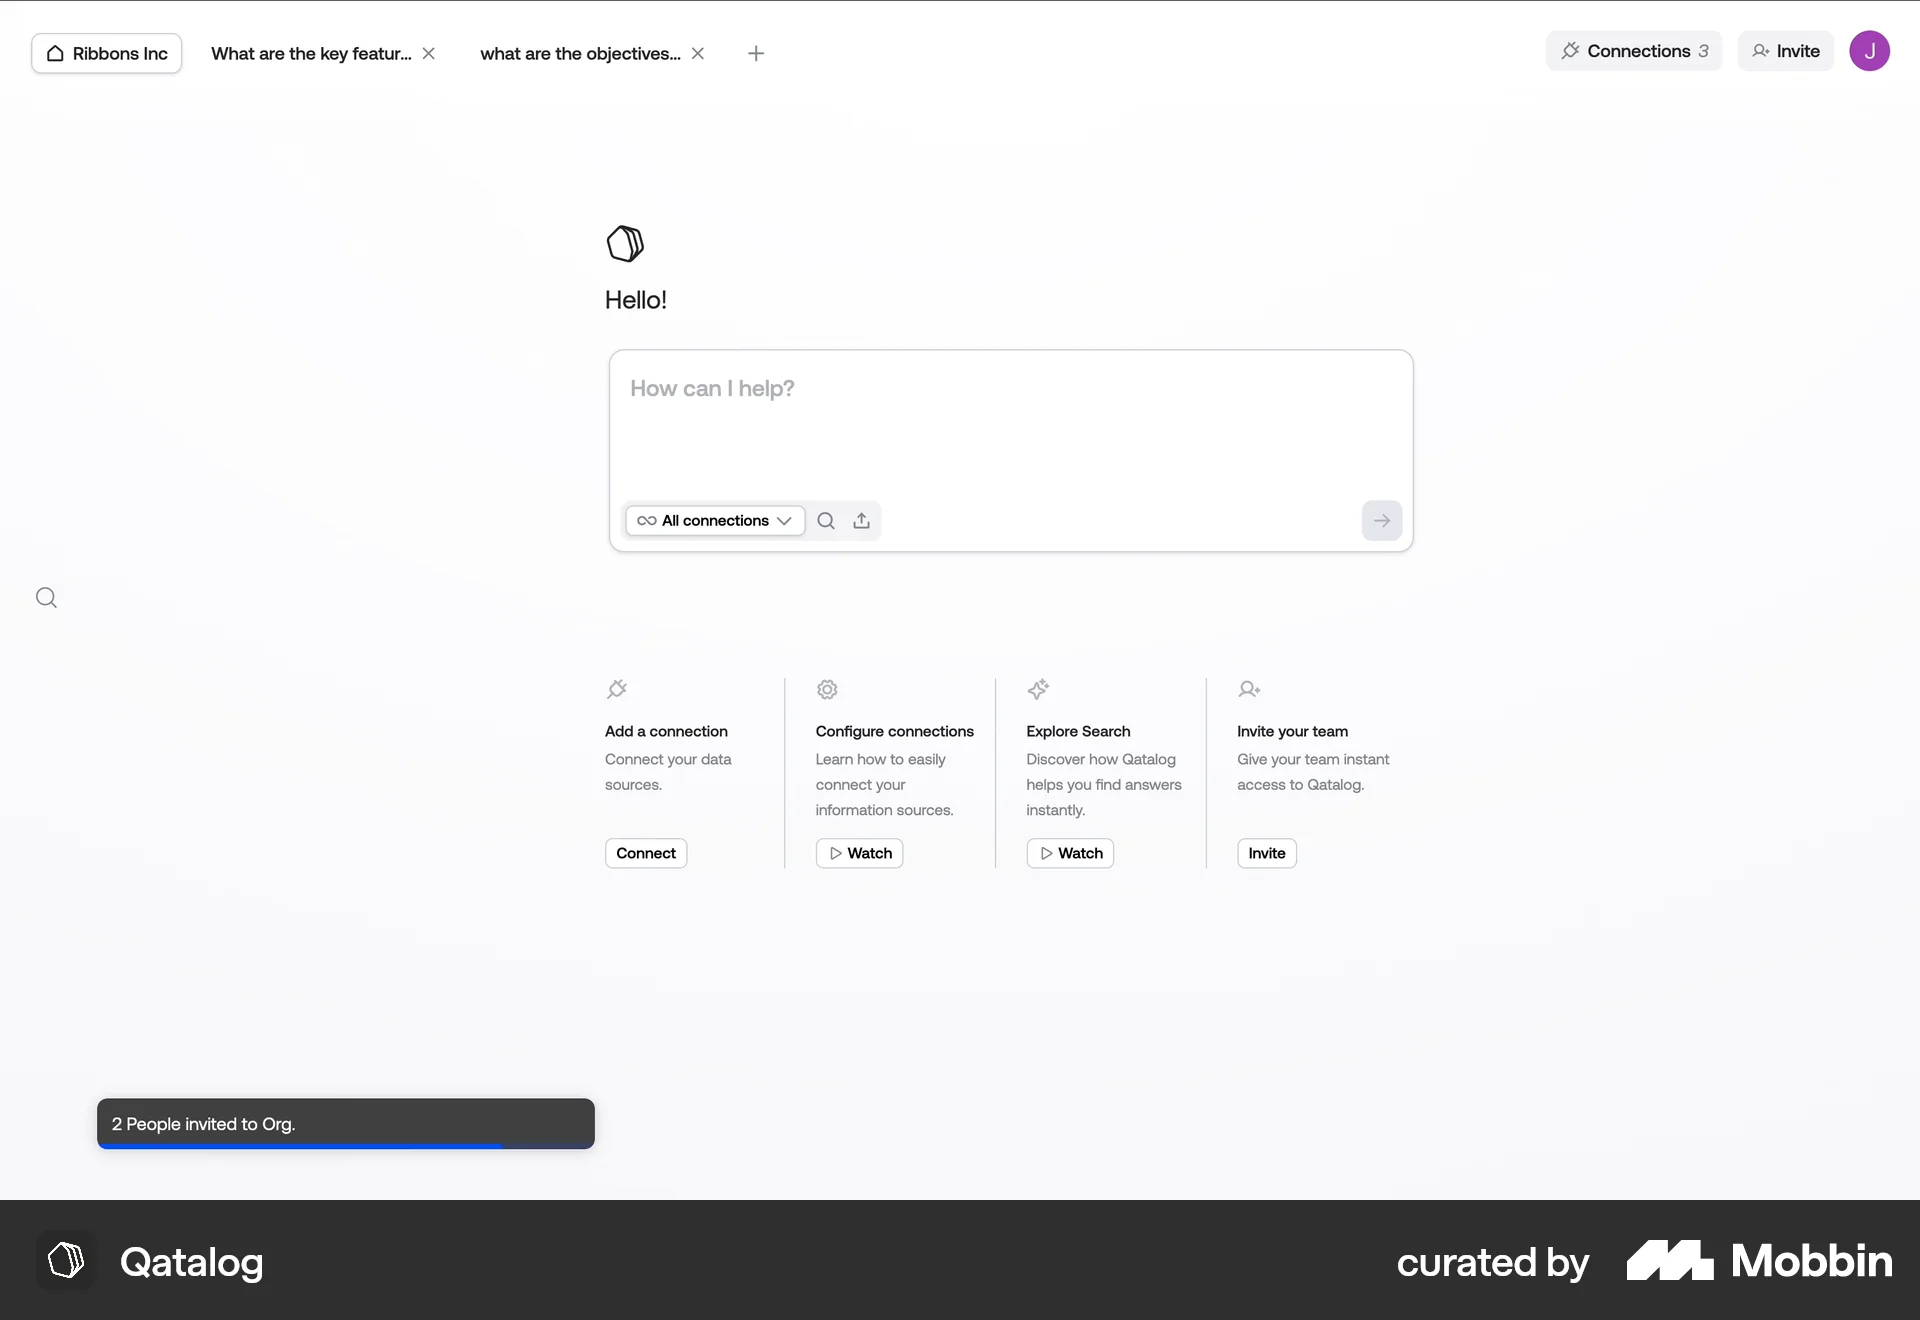 Ribbons Inc
What are the key featur...
what are the objectives...
Connections 3
Invite
J
Hello!
How can I help?
All connections
Add a connection
Connect your data
sources.
Connect
Configure connections
Learn how to easily
connect your
information sources.
Watch
Explore Search
Discover how Qatalog
helps you find answers
instantly.
Watch
Invite your team
Give your team instant
access to Qatalog.
Invite
2 People invited to Org.
Qatalog
curated by
Mobbin